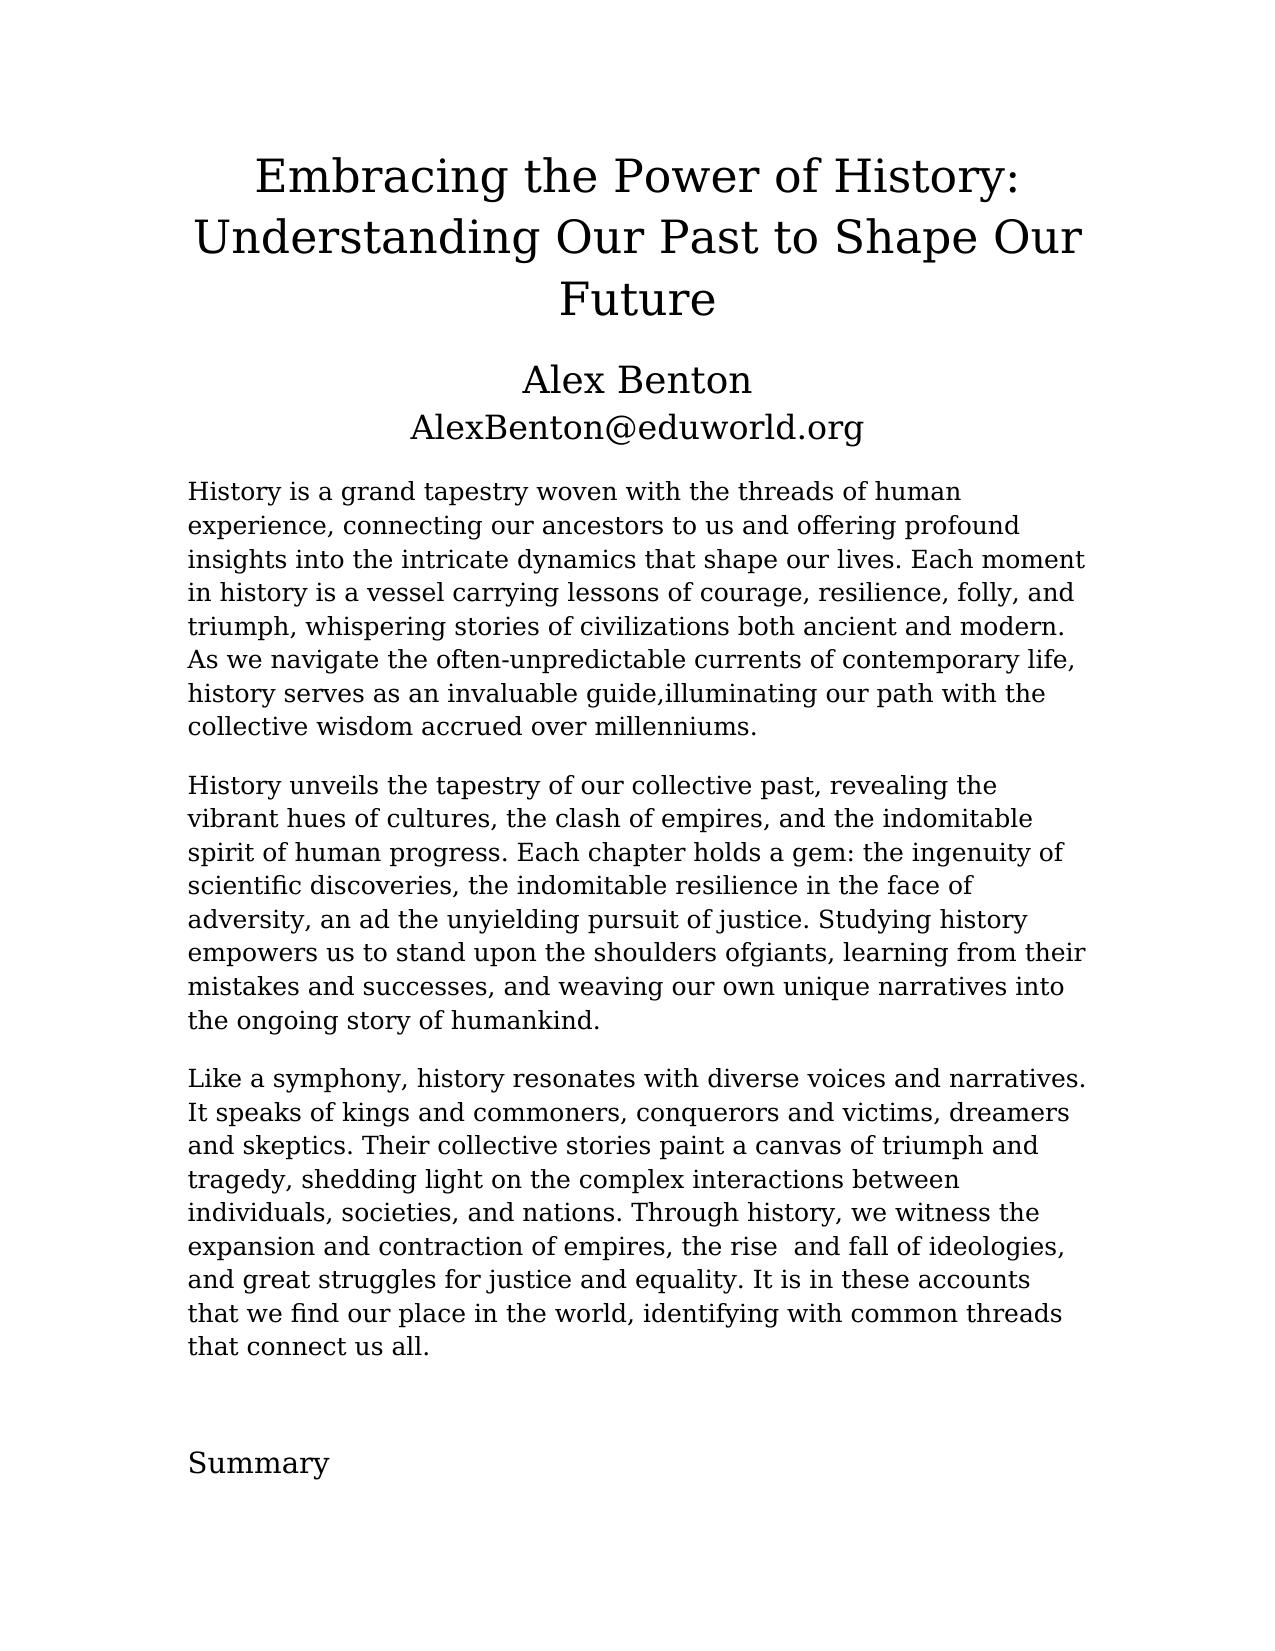 Embracing the Power of History:
Understanding Our Past to Shape Our
Future
Alex Benton
AlexBenton@eduworld.org
History is a grand tapestry woven with the threads of human
experience, connecting our ancestors to us and offering profound
insights into the intricate dynamics that shape our lives. Each moment
in history is a vessel carrying lessons of courage, resilience, folly, and
triumph, whispering stories of civilizations both ancient and modern.
As we navigate the often-unpredictable currents of contemporary life,
history serves as an invaluable guide,illuminating our path with the
collective wisdom accrued over millenniums.
History unveils the tapestry of our collective past, revealing the
vibrant hues of cultures, the clash of empires, and the indomitable
spirit of human progress. Each chapter holds a gem: the ingenuity of
scientific discoveries, the indomitable resilience in the face of
adversity, an ad the unyielding pursuit of justice. Studying history
empowers us to stand upon the shoulders ofgiants, learning from their
mistakes and successes, and weaving our own unique narratives into
the ongoing story of humankind.
Like a symphony, history resonates with diverse voices and narratives.
It speaks of kings and commoners, conquerors and victims, dreamers
and skeptics. Their collective stories paint a canvas of triumph and
tragedy, shedding light on the complex interactions between
individuals, societies, and nations. Through history, we witness the
expansion and contraction of empires, the rise  and fall of ideologies,
and great struggles for justice and equality. It is in these accounts
that we find our place in the world, identifying with common threads
that connect us all.
Summary